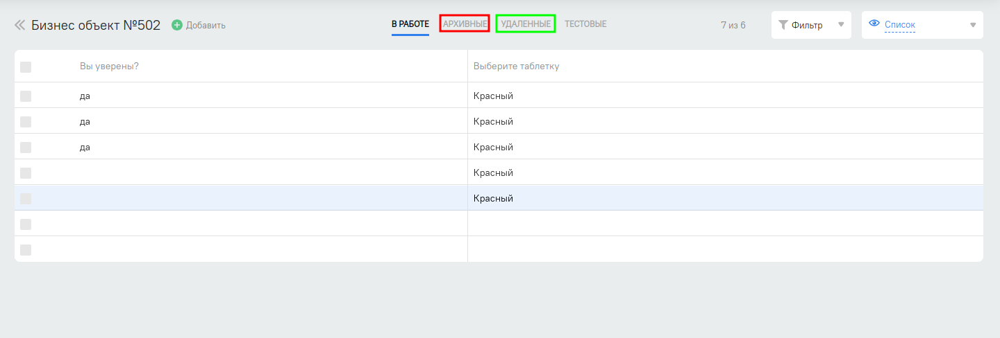 Бизнес объект №502 Добавить В РАБОТЕ АРХИВНЫЕ УДАЛЕННЫЕ ТЕСТОВЫЕ 7 из 6 Фильтр Список
Вы уверены? Выберите таблетку
да Красный
да Красный
да Красный
Красный
Красный